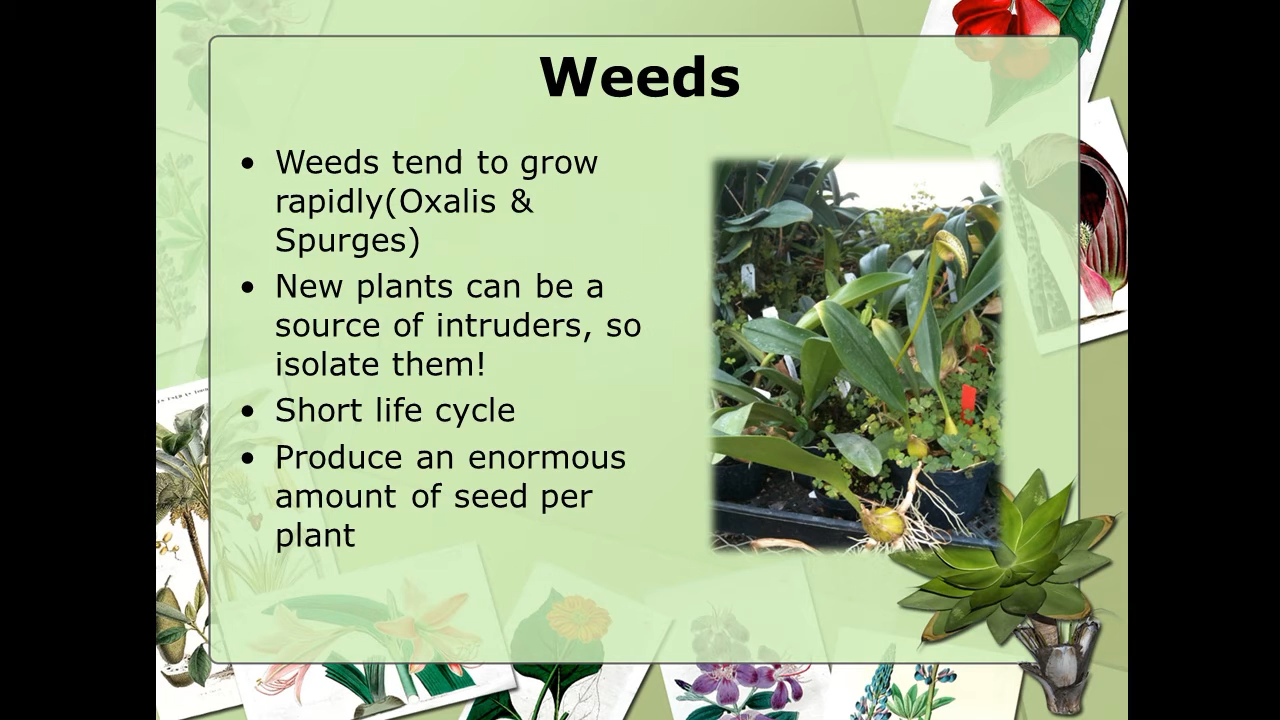 Weeds
• Weeds tend to grow
rapidly(Oxalis &
Spurges)
• New plants can be a
source of intruders, so
isolate them!
• Short life cycle
• Produce an enormous
amount of seed per
plant